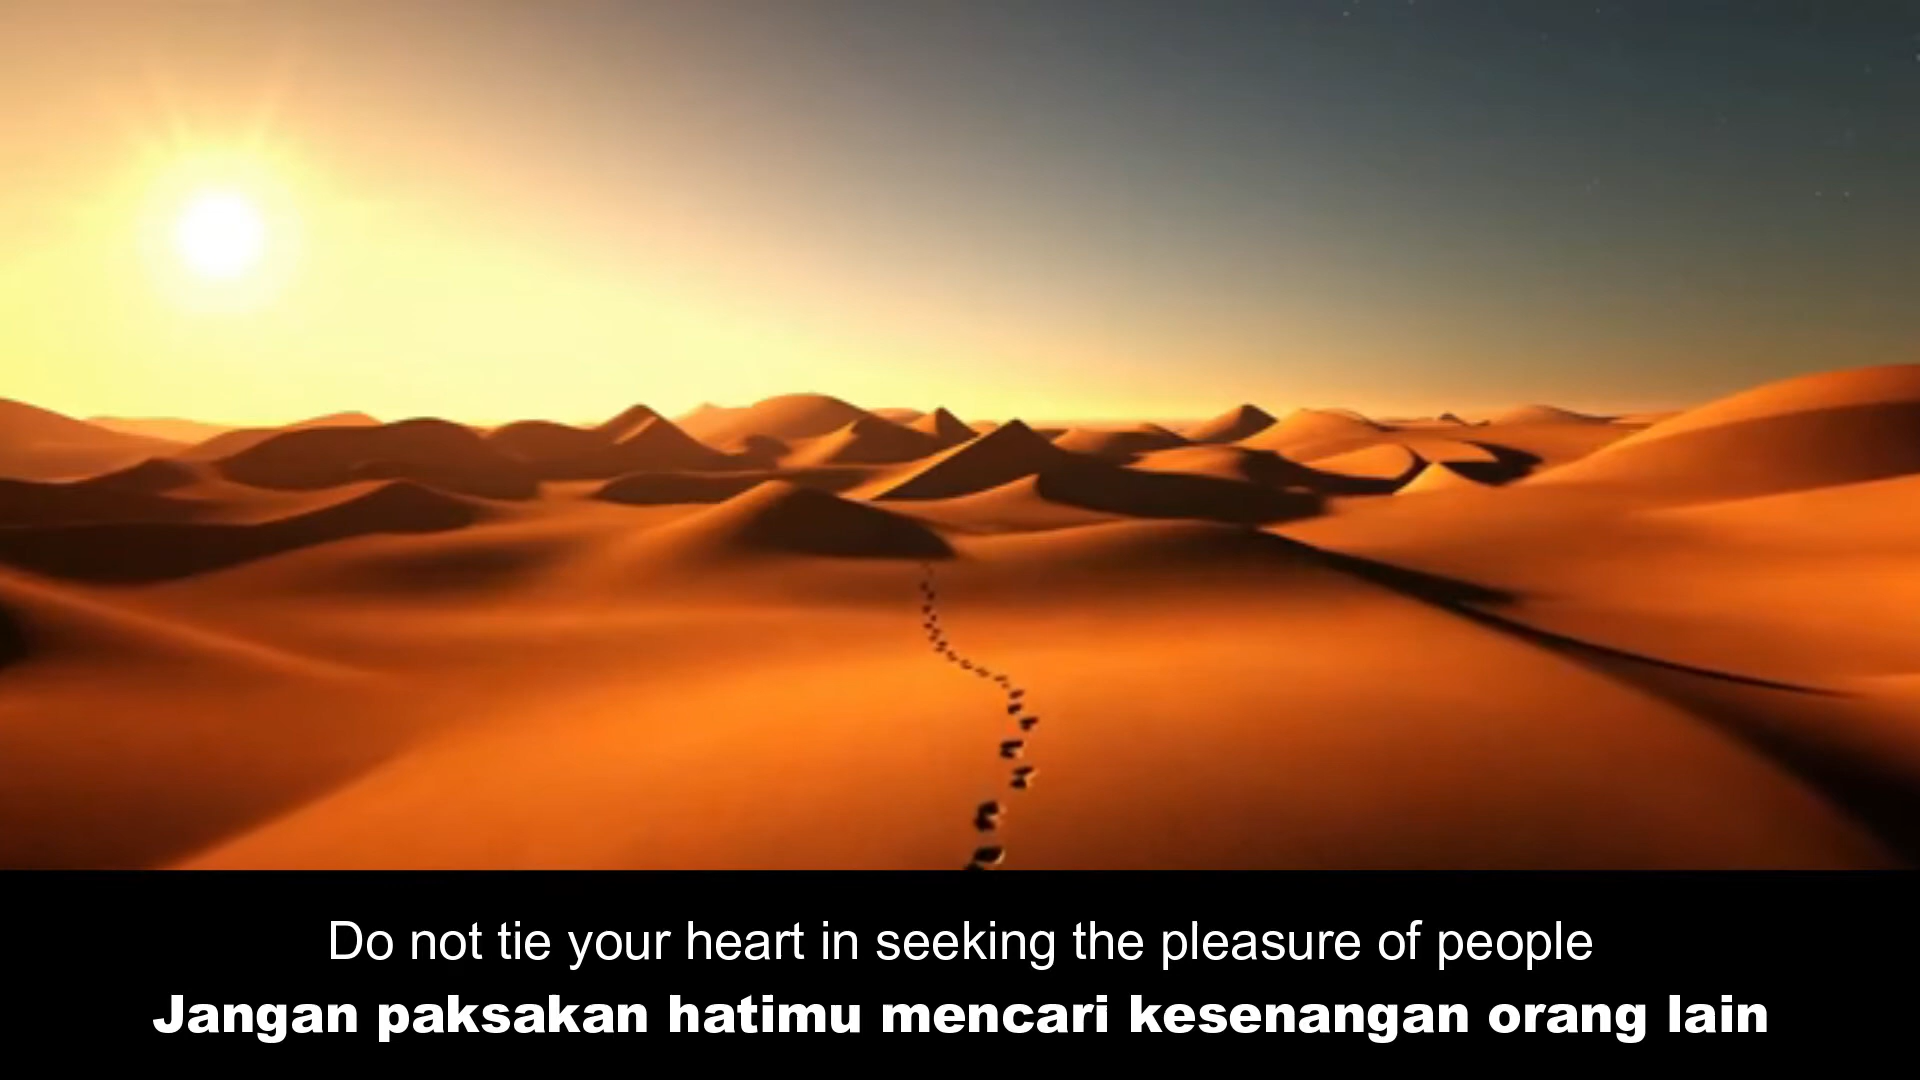 Do not tie your heart in seeking the pleasure of people
Jangan paksakan hatimu mencari kesenangan orang lain